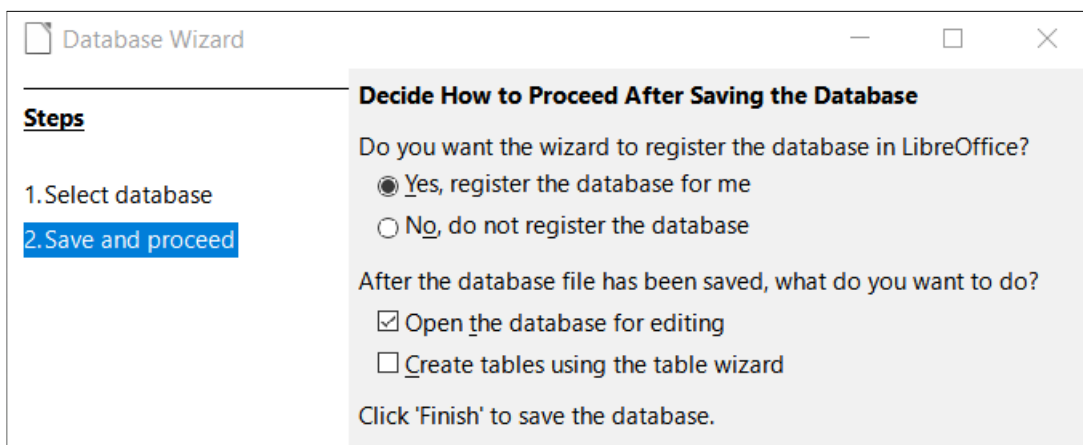 Database Wizard
Steps
1. Select database
2. Save and proceed
Decide How to Proceed After Saving the Database
Do you want the wizard to register the database in LibreOffice?
Yes, register the database for me
No, do not register the database
After the database file has been saved, what do you want to do?
Open the database for editing
Create tables using the table wizard
Click 'Finish' to save the database.